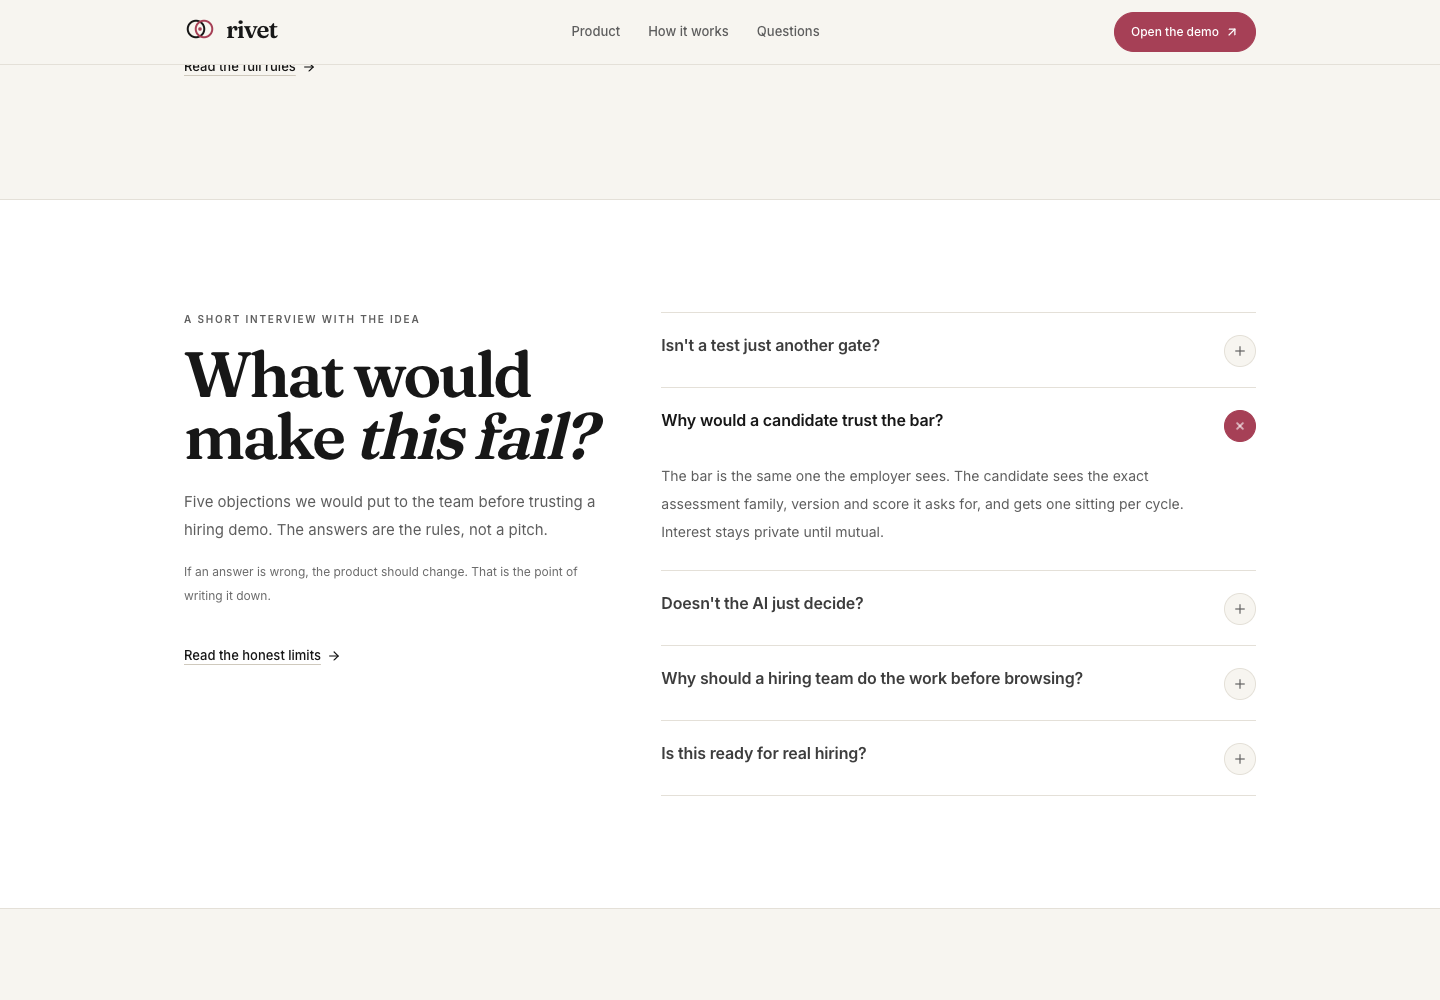 rivet
Product
How it works
Questions
Open the demo
Read the full rules
A SHORT INTERVIEW WITH THE IDEA
What would
make this fail?
Five objections we would put to the team before trusting a
hiring demo. The answers are the rules, not a pitch.
If an answer is wrong, the product should change. That is the point of
writing it down.
Read the honest limits
Isn't a test just another gate?
Why would a candidate trust the bar?
The bar is the same one the employer sees. The candidate sees the exact
assessment family, version and score it asks for, and gets one sitting per cycle.
Interest stays private until mutual.
Doesn't the AI just decide?
Why should a hiring team do the work before browsing?
Is this ready for real hiring?